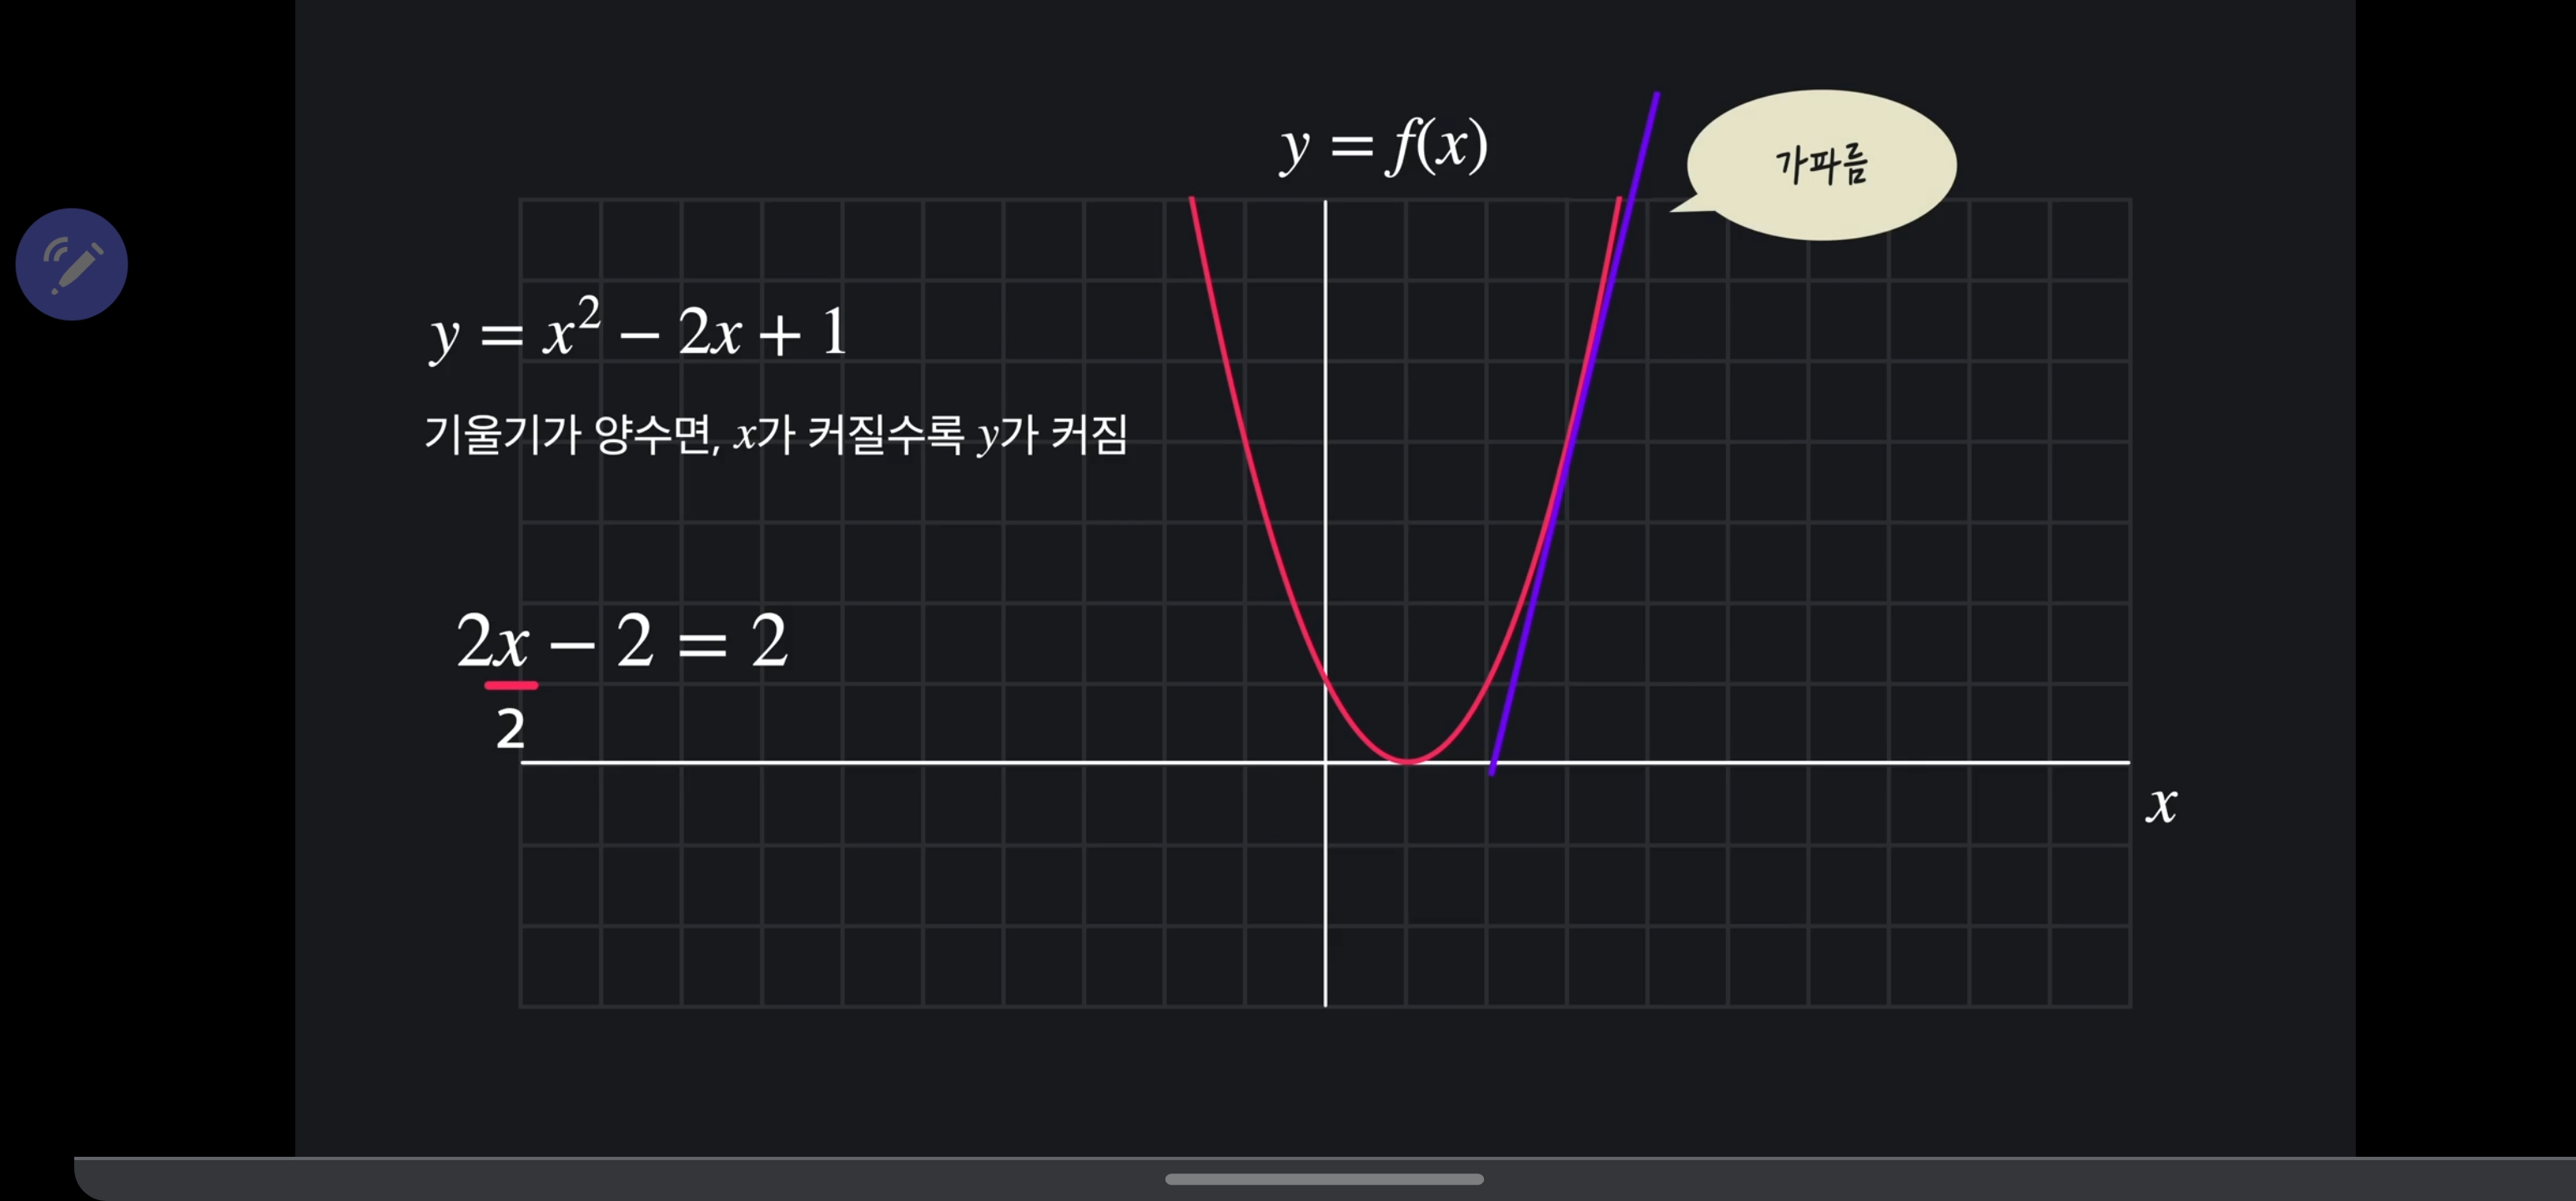 y = f(x)
가파름
y = x² − 2x + 1
기울기가 양수면, x가 커질수록 y가 커짐
2x − 2 = 2
2
x